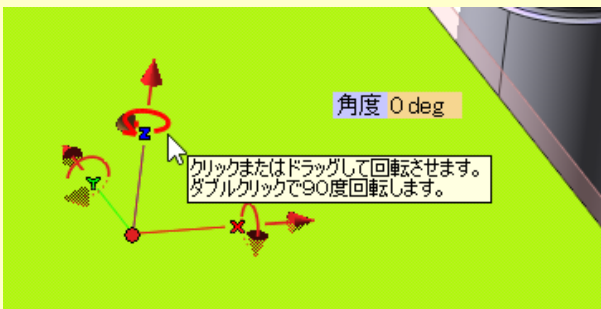 角度 0 deg
Z
クリックまたはドラッグして回転させます。
ダブルクリックで90度回転します。
Y
X